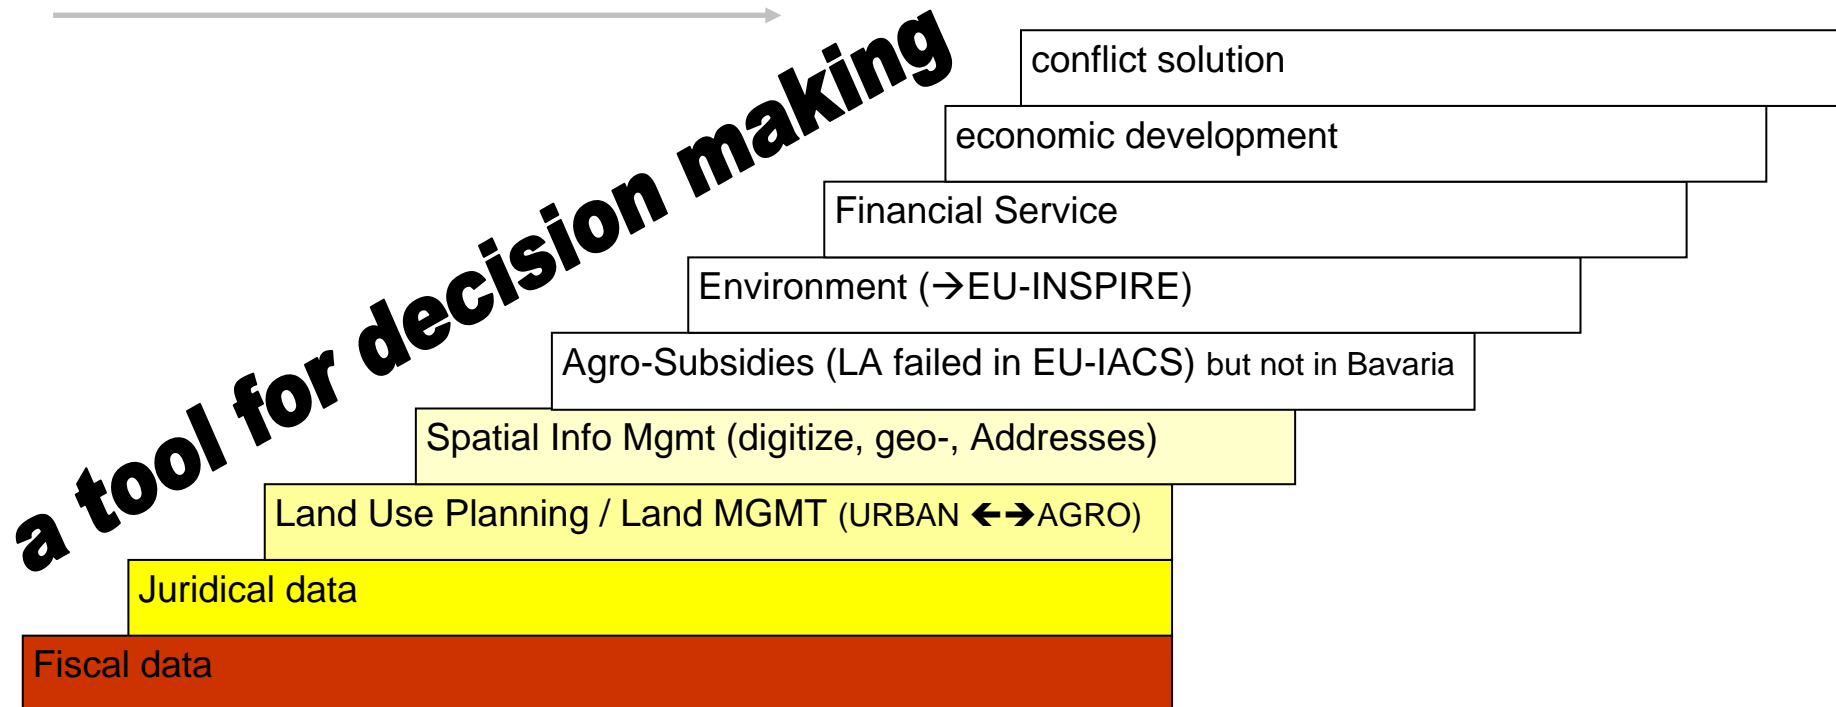 a tool for decision making
conflict solution
economic development
Financial Service
Environment (→EU-INSPIRE)
Agro-Subsidies (LA failed in EU-IACS) but not in Bavaria
Spatial Info Mgmt (digitize, geo-, Addresses)
Land Use Planning / Land MGMT (URBAN ←→AGRO)
Juridical data
Fiscal data